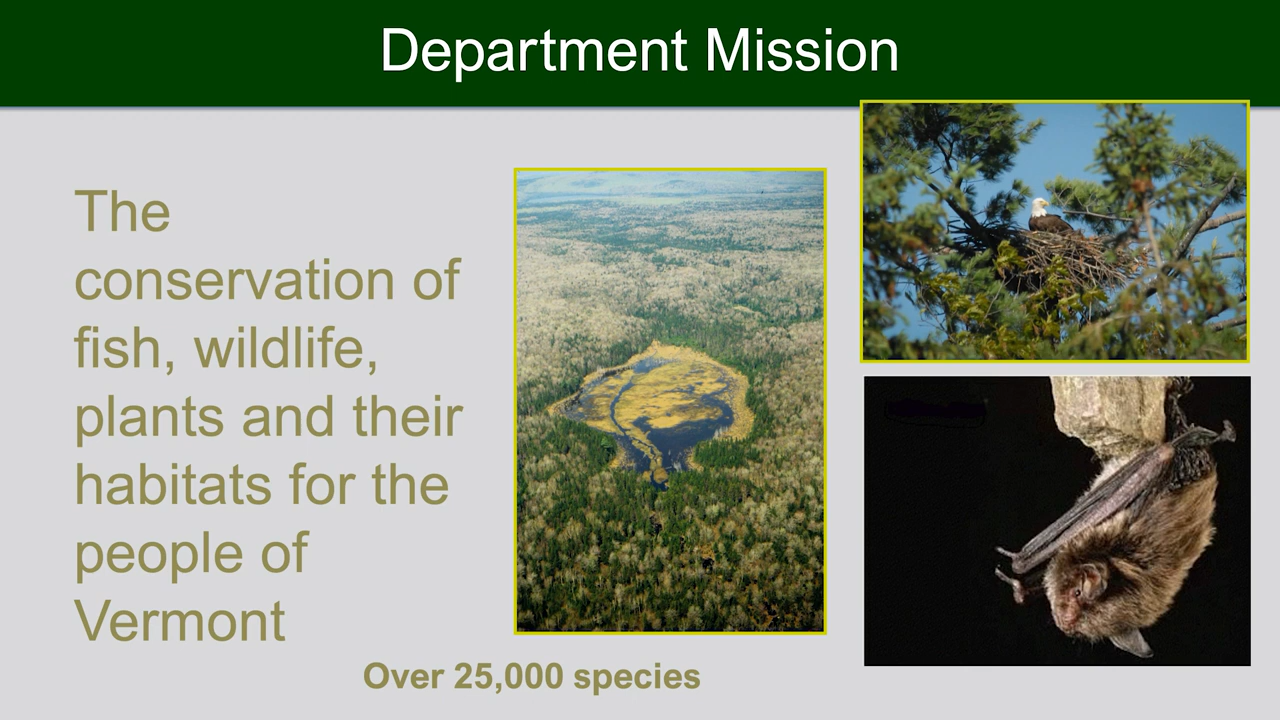 Department Mission
The
conservation of
fish, wildlife,
plants and their
habitats for the
people of
Vermont
Over 25,000 species